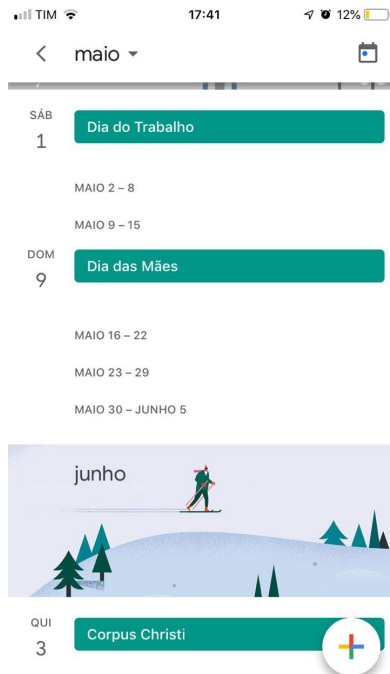 TIM 17:41 12%
maio
SÁB
1
Dia do Trabalho
MAIO 2 – 8
MAIO 9 – 15
DOM
9
Dia das Mães
MAIO 16 – 22
MAIO 23 – 29
MAIO 30 – JUNHO 5
junho
QUI
3
Corpus Christi